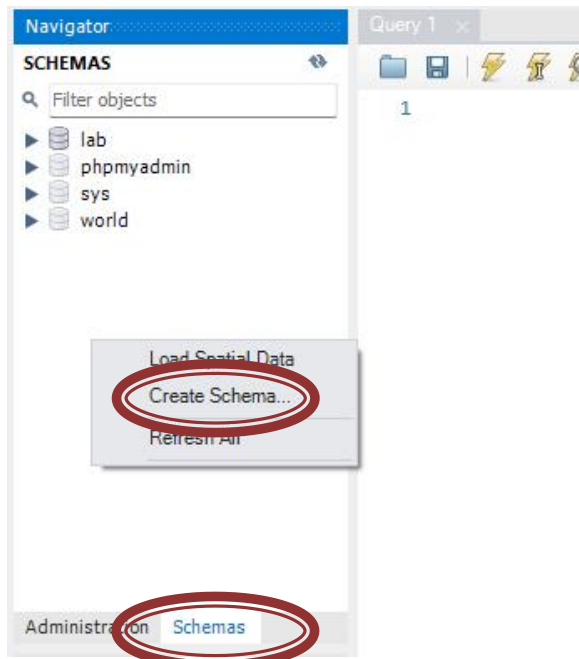 Navigator
Query 1
SCHEMAS
Filter objects
1
lab
phpmyadmin
sys
world
Load Spatial Data
Create Schema...
Refresh All
Administration Schemas